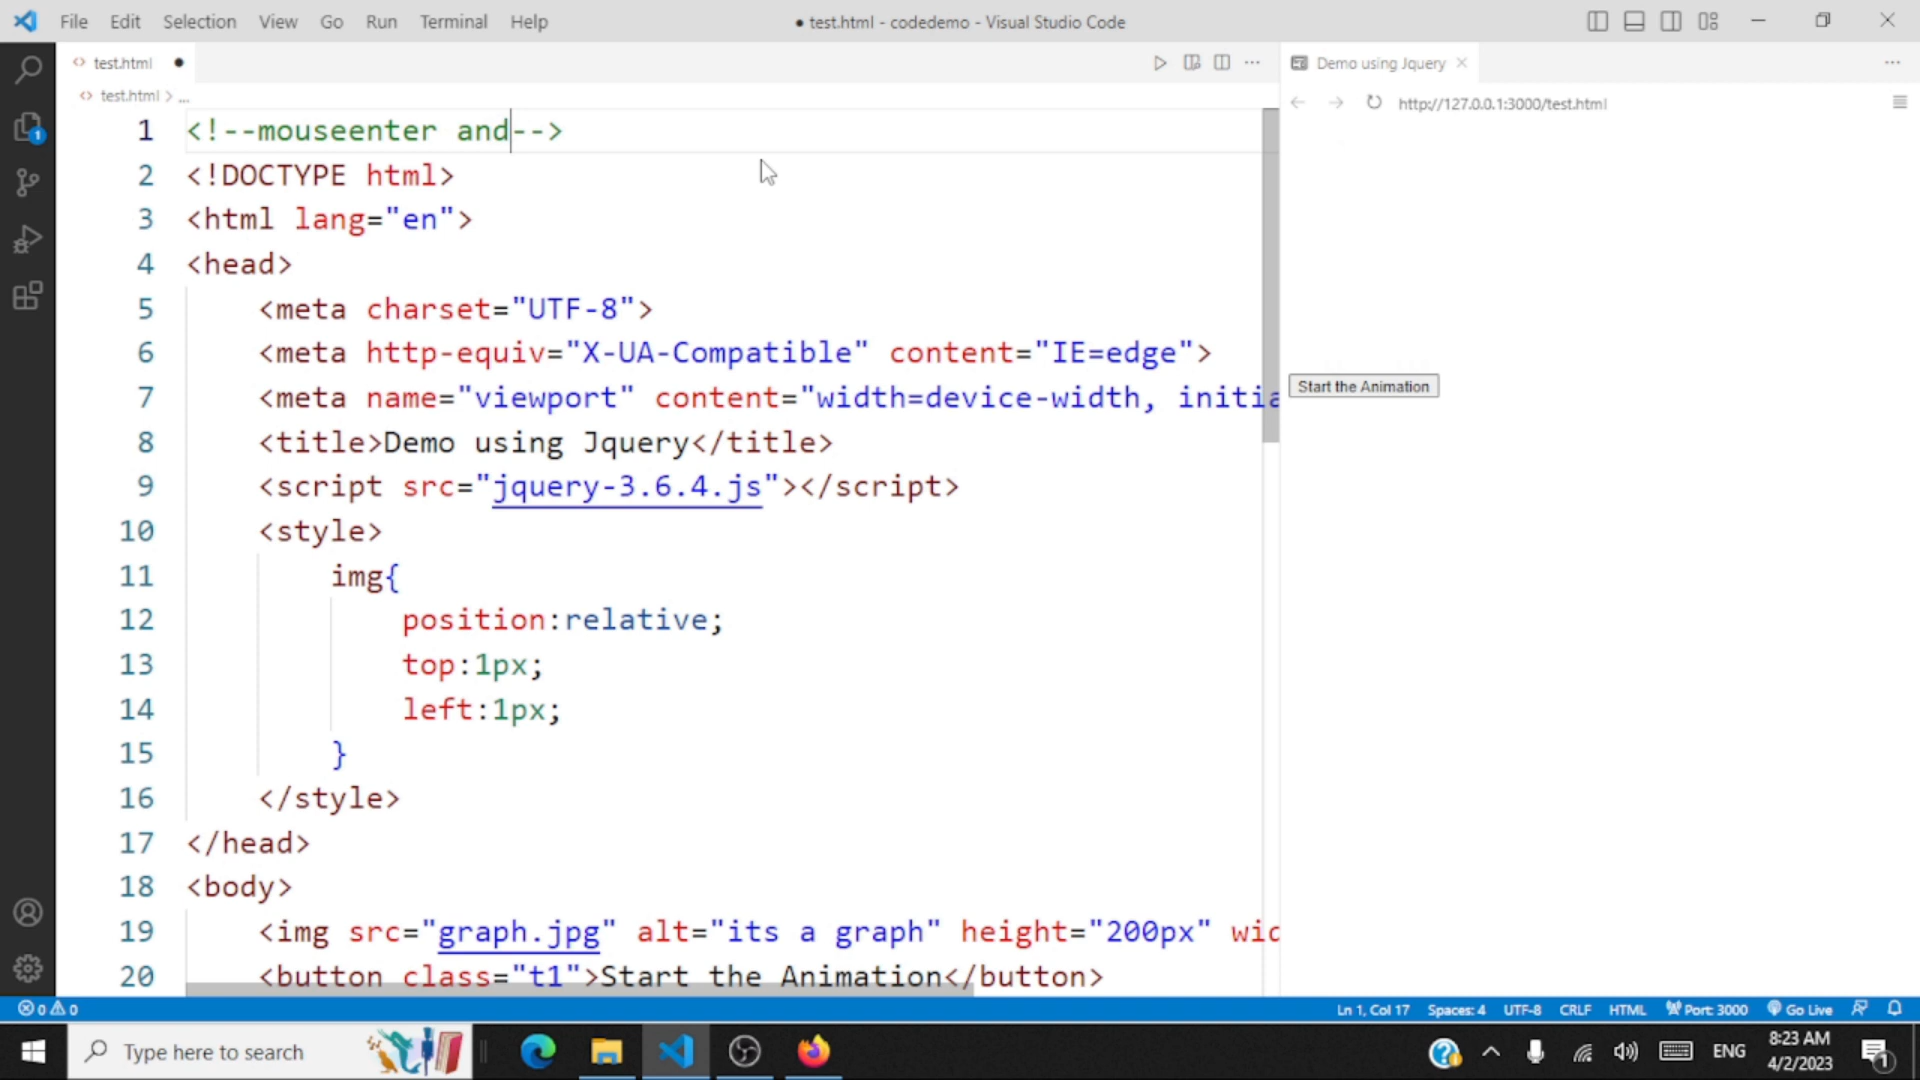 File Edit Selection View Go Run Terminal Help
● test.html - codedemo - Visual Studio Code
test.html
Demo using Jquery
test.html > ...
http://127.0.0.1:3000/test.html
1 <!--mouseenter and-->
2 <!DOCTYPE html>
3 <html lang="en">
4 <head>
5 <meta charset="UTF-8">
6 <meta http-equiv="X-UA-Compatible" content="IE=edge">
7 <meta name="viewport" content="width=device-width, initia
8 <title>Demo using Jquery</title>
9 <script src="jquery-3.6.4.js"></script>
10 <style>
11 img{
12 position:relative;
13 top:1px;
14 left:1px;
15 }
16 </style>
17 </head>
18 <body>
19 <img src="graph.jpg" alt="its a graph" height="200px" wid
20 <button class="t1">Start the Animation</button>
Start the Animation
1
0 0
Ln 1, Col 17 Spaces: 4 UTF-8 CRLF HTML Port: 3000 Go Live
Type here to search
ENG
8:23 AM
4/2/2023
1